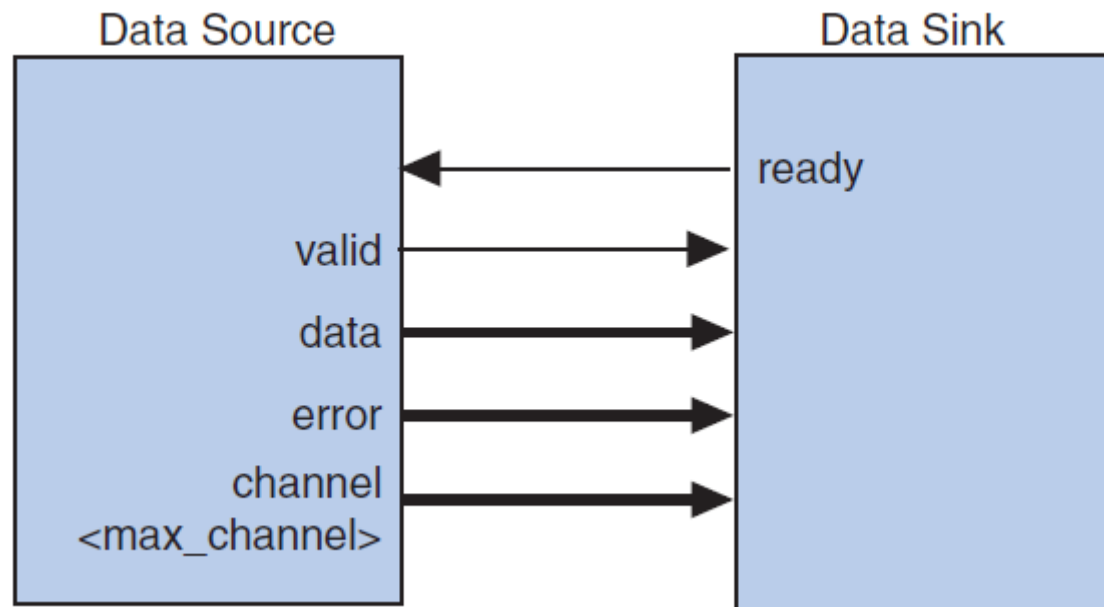 Data Source
Data Sink
ready
valid
data
error
channel
<max_channel>